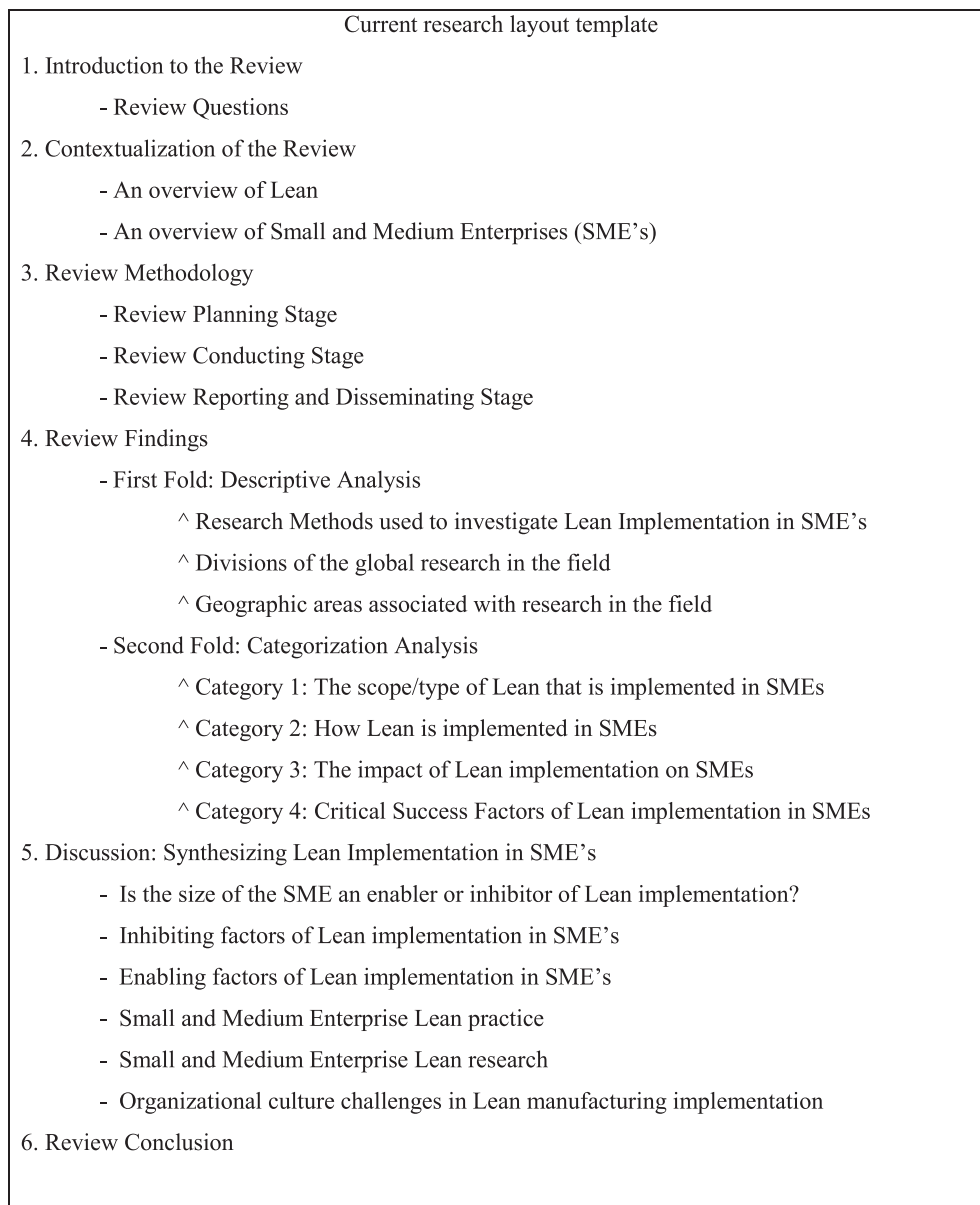 Current research layout template
1. Introduction to the Review
- Review Questions
2. Contextualization of the Review
- An overview of Lean
- An overview of Small and Medium Enterprises (SME’s)
3. Review Methodology
- Review Planning Stage
- Review Conducting Stage
- Review Reporting and Disseminating Stage
4. Review Findings
- First Fold: Descriptive Analysis
^ Research Methods used to investigate Lean Implementation in SME’s
^ Divisions of the global research in the field
^ Geographic areas associated with research in the field
- Second Fold: Categorization Analysis
^ Category 1: The scope/type of Lean that is implemented in SMEs
^ Category 2: How Lean is implemented in SMEs
^ Category 3: The impact of Lean implementation on SMEs
^ Category 4: Critical Success Factors of Lean implementation in SMEs
5. Discussion: Synthesizing Lean Implementation in SME’s
- Is the size of the SME an enabler or inhibitor of Lean implementation?
- Inhibiting factors of Lean implementation in SME’s
- Enabling factors of Lean implementation in SME’s
- Small and Medium Enterprise Lean practice
- Small and Medium Enterprise Lean research
- Organizational culture challenges in Lean manufacturing implementation
6. Review Conclusion